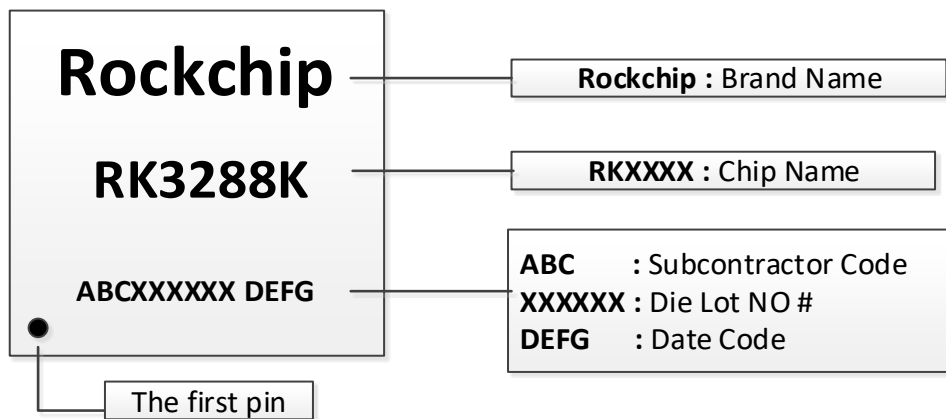 Rockchip
RK3288K
ABCXXXXXX DEFG
The first pin
Rockchip : Brand Name
RKXXXX : Chip Name
ABC : Subcontractor Code
XXXXXX : Die Lot NO #
DEFG : Date Code